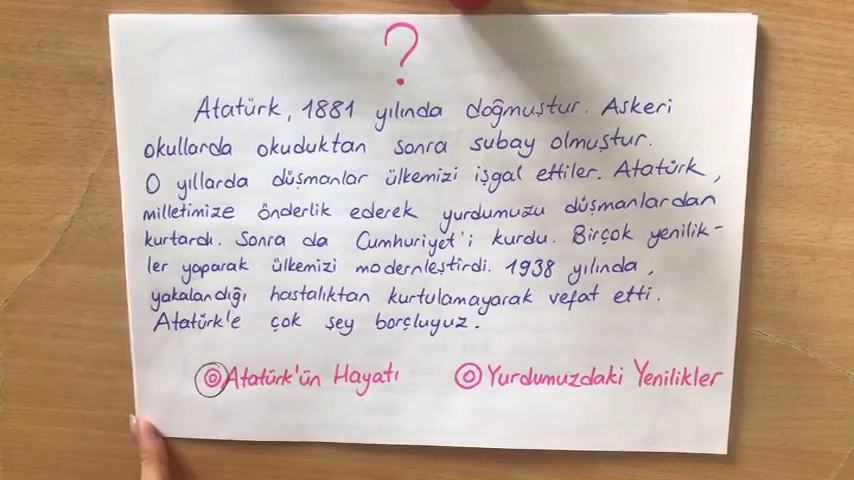 ?
Atatürk, 1881 yılında doğmuştur. Askeri
okullarda okuduktan sonra subay olmuştur.
O yıllarda düşmanlar ülkemizi işgal ettiler. Atatürk,
milletimize önderlik ederek yurdumuzu düşmanlardan
kurtardı. Sonra da Cumhuriyet'i kurdu. Birçok yenilik-
ler yaparak ülkemizi modernleştirdi. 1938 yılında,
yakalandığı hastalıktan kurtulamayarak vefat etti.
Atatürk'e çok şey borçluyuz.
Atatürk'ün Hayatı
Yurdumuzdaki Yenilikler